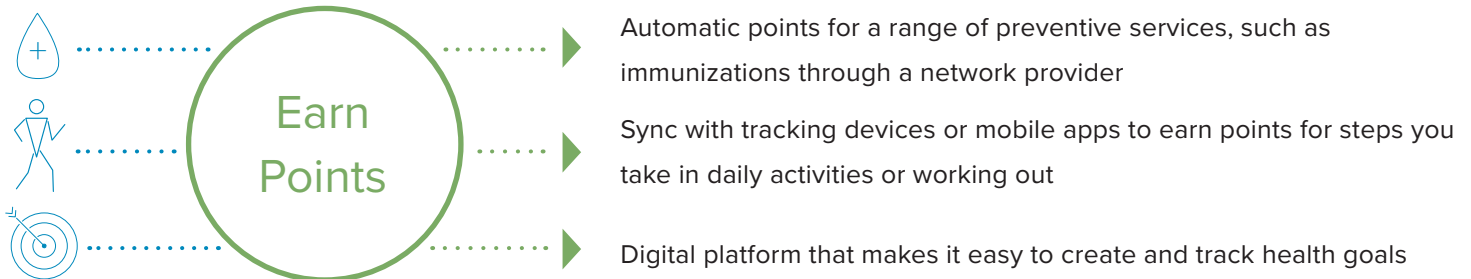 Earn
Points
Automatic points for a range of preventive services, such as
immunizations through a network provider
Sync with tracking devices or mobile apps to earn points for steps you
take in daily activities or working out
Digital platform that makes it easy to create and track health goals